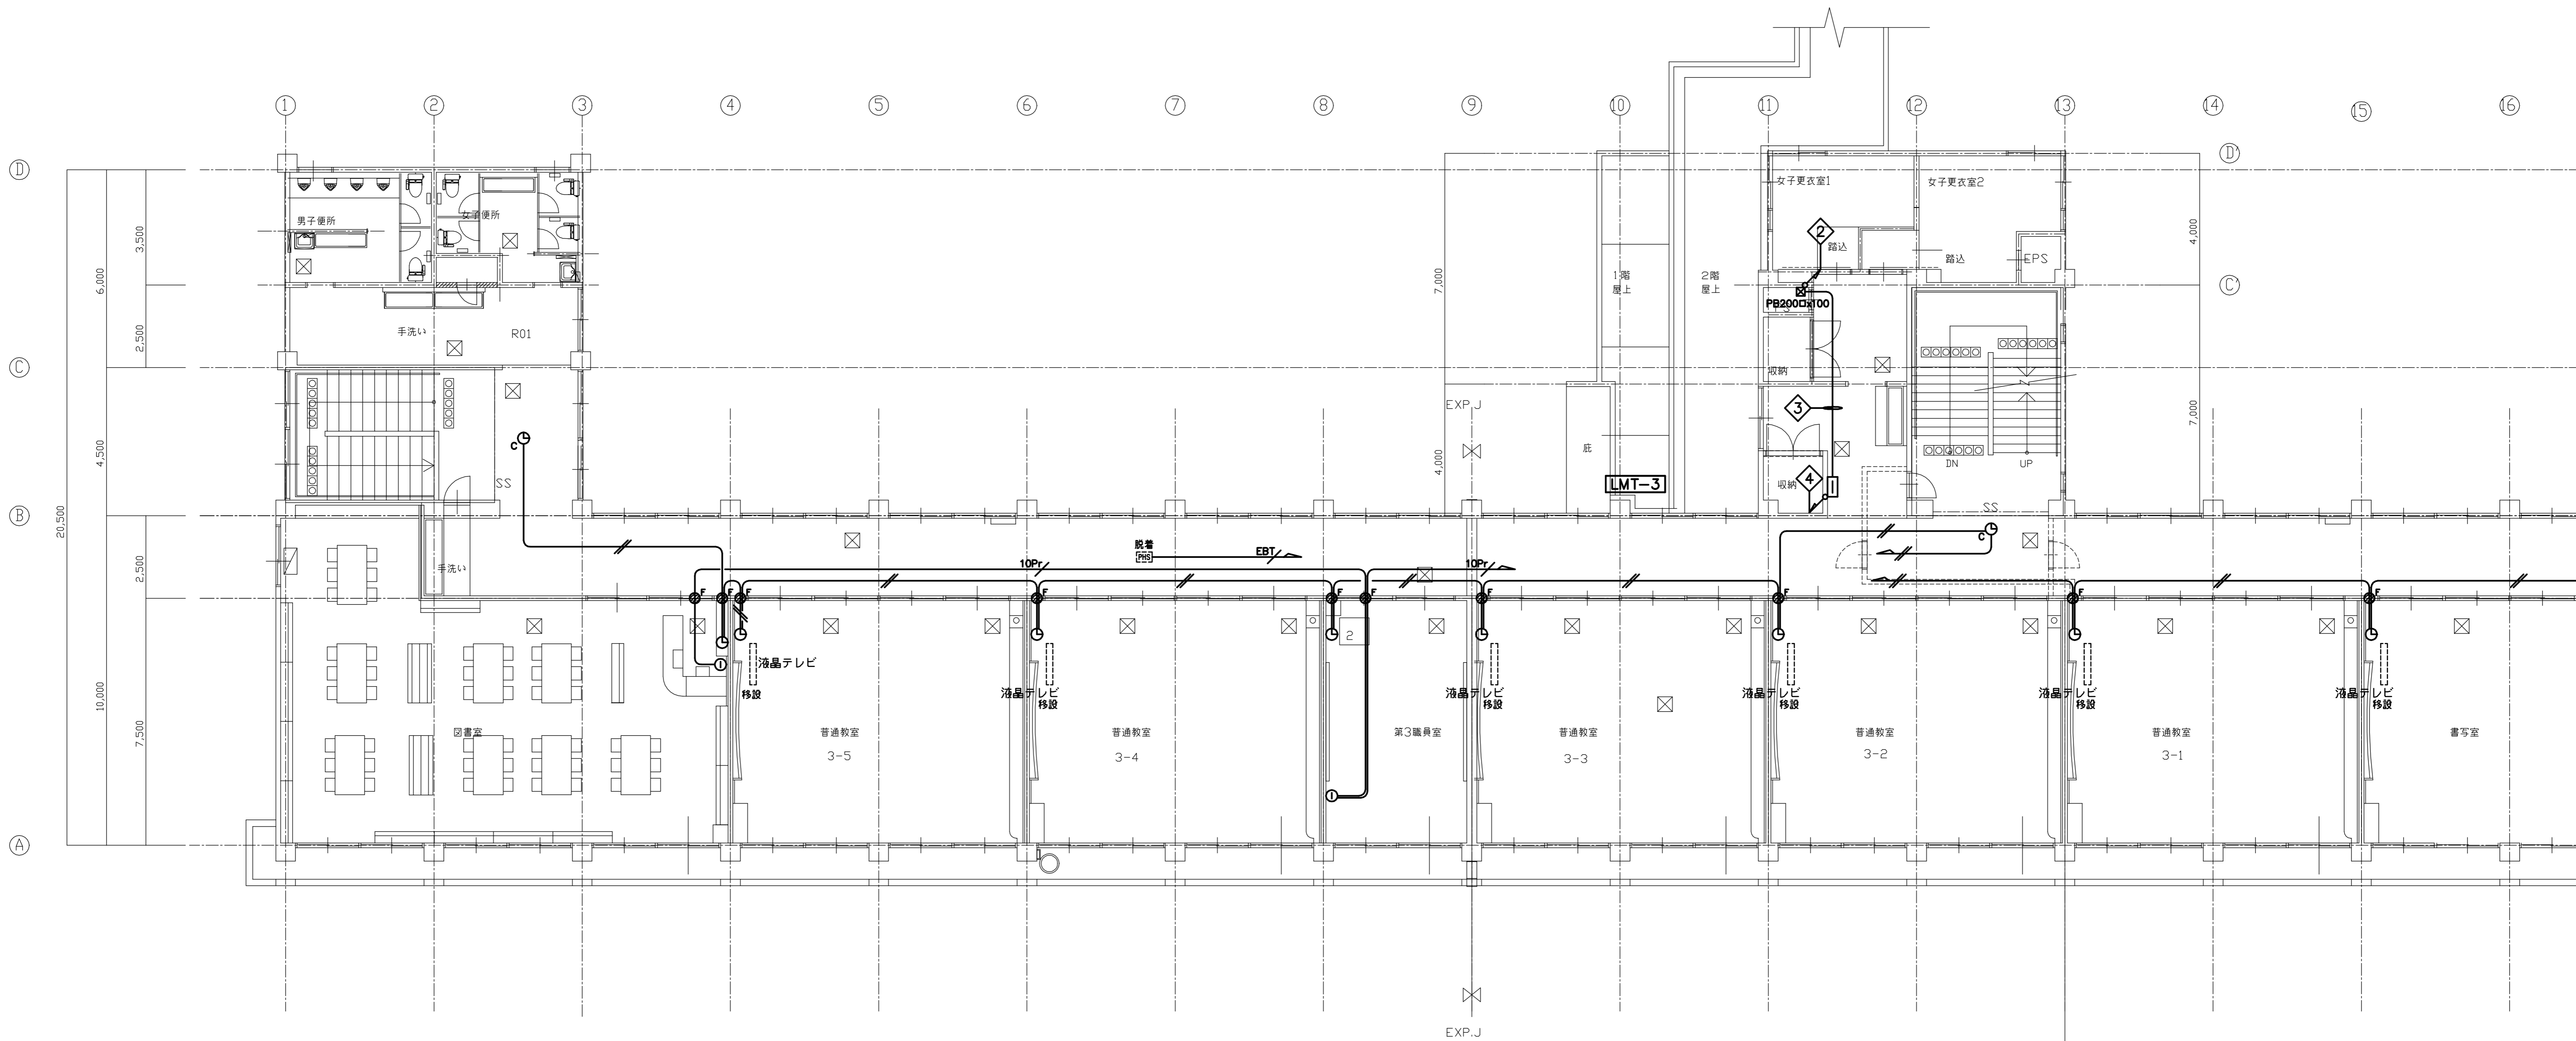 1 2 3 4 5 6 7 8 9 10 11 12 13 14 15 16
D
D'
女子更衣室1
女子更衣室2
男子便所
女子便所
3,500
6,000
7,000
4,000
2
踏込
踏込
EPS
1階
屋上
2階
屋上
C'
PB200□x100
PS
手洗い
R01
2,500
C
収納
EXP.J
3
7,000
C
4,500
4,000
庇
DN
UP
SS
LMT-3
収納
4
B
SS
20,500
C
脱着
PHS
EBT
2,500
手洗い
10Pr
10Pr
F
F
F
F
F
F
F
F
F
F
2
液晶テレビ
移設
液晶テレビ
移設
液晶テレビ
移設
液晶テレビ
移設
液晶テレビ
移設
液晶テレビ
移設
10,000
7,500
図書室
普通教室
3-5
普通教室
3-4
第3職員室
普通教室
3-3
普通教室
3-2
普通教室
3-1
書写室
A
EXP.J